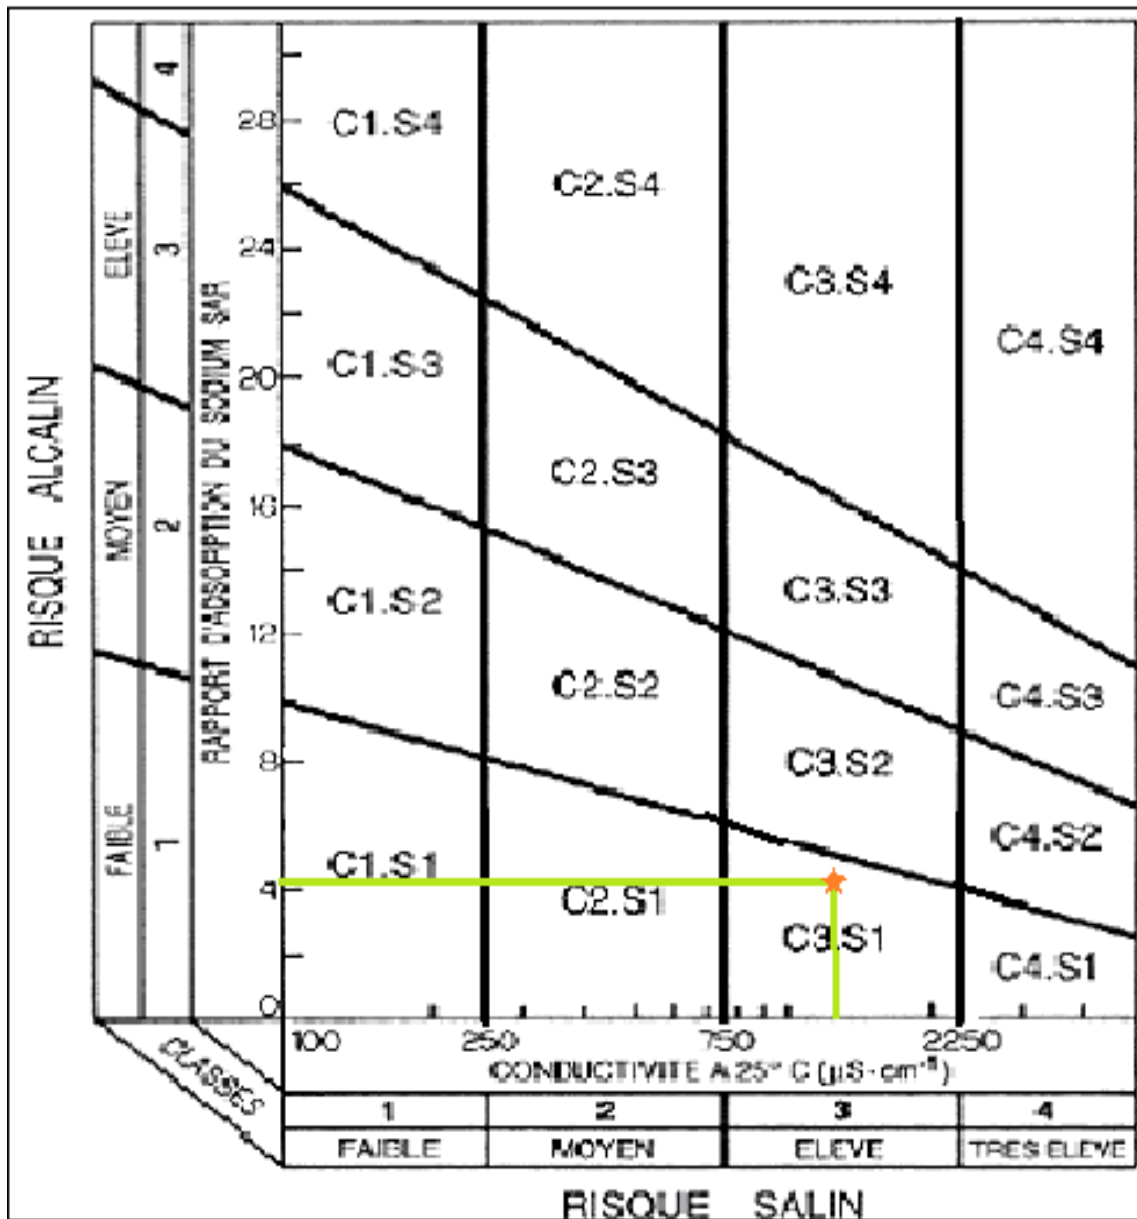 RISQUE ALCALIN
ELEVE
MOYEN
FAIBLE
4
3
2
1
CLASSES
RAPPORT D'ADSORPTION DU SODIUM SAR
28
24
20
16
12
8
4
0
C1.S4
C2.S4
C3.S4
C4.S4
C1.S3
C2.S3
C3.S3
C4.S3
C1.S2
C2.S2
C3.S2
C4.S2
C1.S1
C2.S1
C3.S1
C4.S1
100 250 750 2250
CONDUCTIVITE A 25° C (µS·cm⁻¹)
1 2 3 4
FAIBLE MOYEN ELEVE TRES ELEVE
RISQUE SALIN